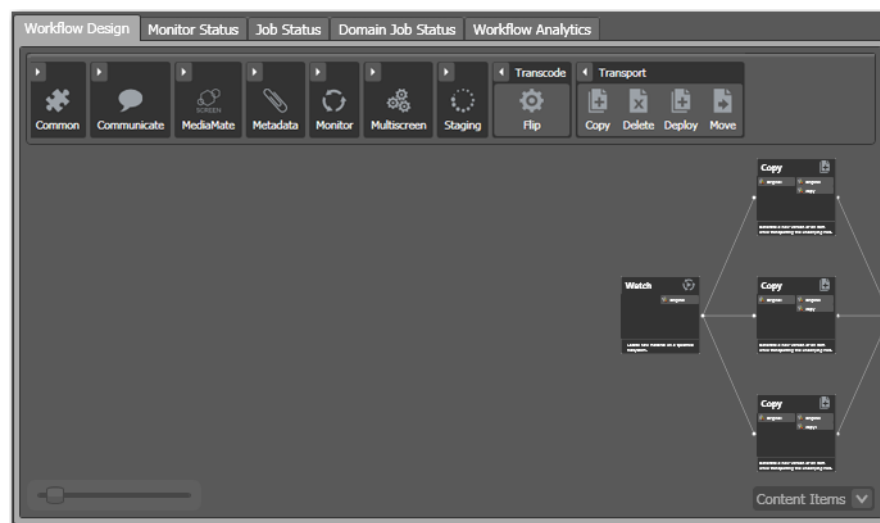 Workflow Design Monitor Status Job Status Domain Job Status Workflow Analytics
Transcode Transport
SCREEN
Common Communicate MediaMate Metadata Monitor Multiscreen Staging Flip Copy Delete Deploy Move
Copy
Watch
Copy
Copy
Content Items